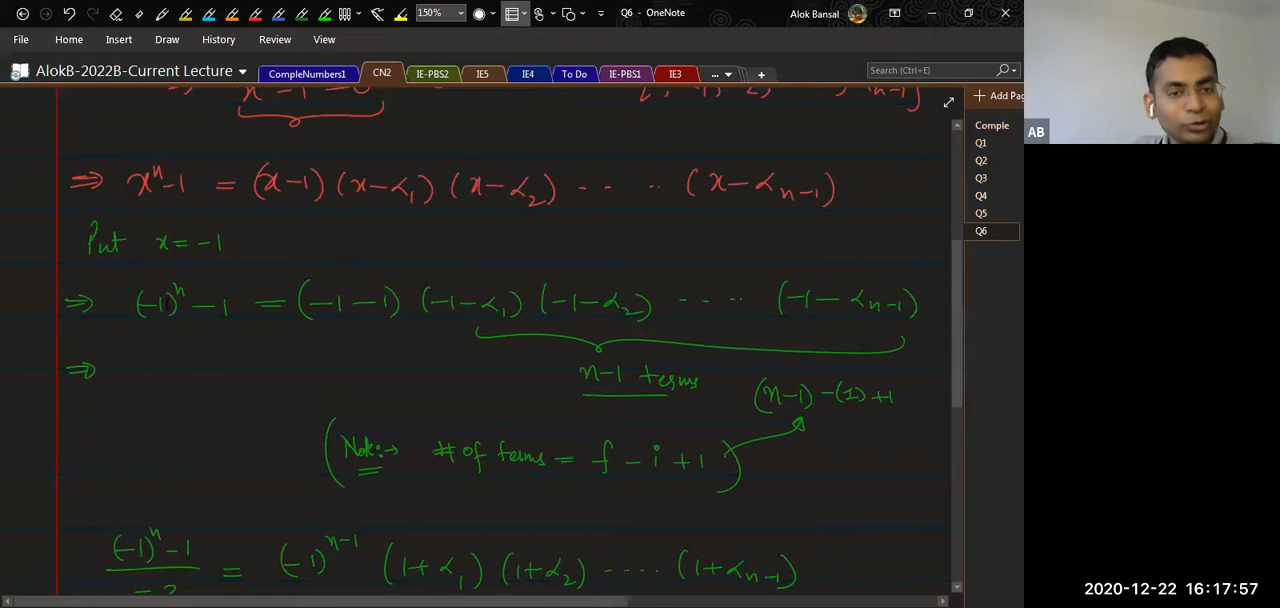 150%
Q6 - OneNote
Alok Bansal
File Home Insert Draw History Review View
AlokB-2022B-Current Lecture
CompleNumbers1 CN2 IE-PBS2 IE5 IE4 To Do IE-PBS1 IE3 ... +
Search (Ctrl+E)
+ Add Pag
Comple
Q1
Q2
Q3
Q4
Q5
Q6
AB
⇒ xⁿ-1 = (x-1) (x-α₁) (x-α₂) ... .. (x-αₙ₋₁)
Put x = -1
⇒ (-1)ⁿ - 1 = (-1-1) (-1-α₁) (-1-α₂) ... .. (-1-αₙ₋₁)
⇒
n-1 terms
(n-1) - (1) + 1
(Note:→ # of terms = f - i + 1)
(-1)ⁿ - 1 / -2 = (-1)ⁿ⁻¹ (1+α₁) (1+α₂) ..... (1+αₙ₋₁)
2020-12-22 16:17:57